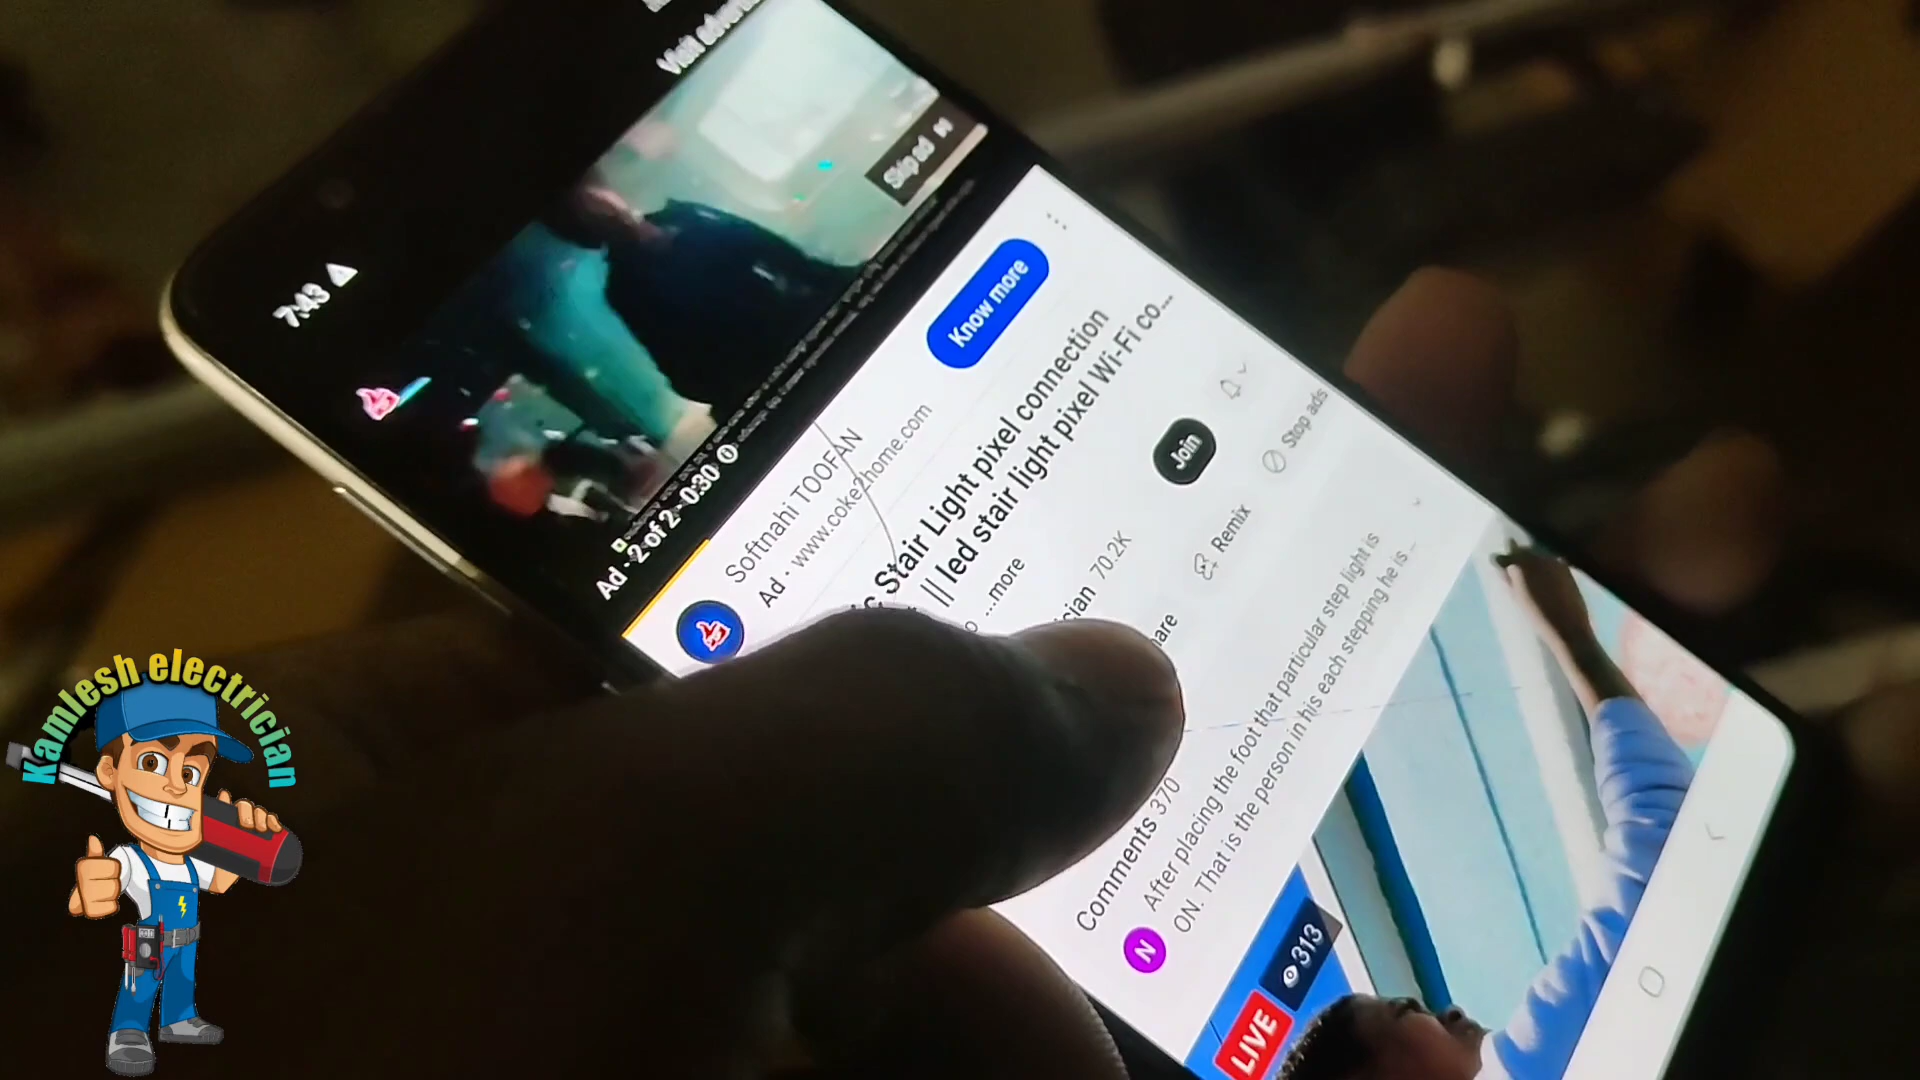 7:43
Visit
Skip ad
Ad · 2 of 2 · 0:30
Softnahi TOOFAN
Ad · www.coke2home.com
Know more
Stair Light pixel connection
|| led stair light pixel Wi-Fi co...
...more
70.2K
Join
Remix
Stop ads
Comments 370
N
After placing the foot that particular step light is
ON. That is the person in his each stepping he is ...
LIVE
313
Kamlesh electrician